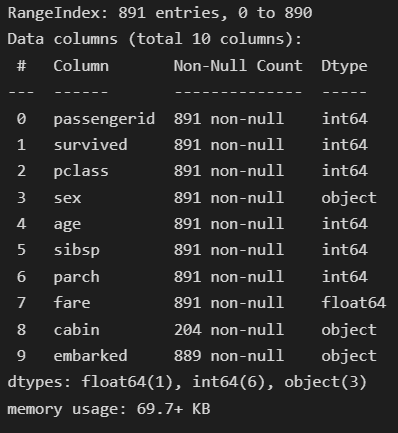 RangeIndex: 891 entries, 0 to 890
Data columns (total 10 columns):
 #   Column       Non-Null Count  Dtype
---  ------       --------------  -----
 0   passengerid  891 non-null    int64
 1   survived     891 non-null    int64
 2   pclass       891 non-null    int64
 3   sex          891 non-null    object
 4   age          891 non-null    int64
 5   sibsp        891 non-null    int64
 6   parch        891 non-null    int64
 7   fare         891 non-null    float64
 8   cabin        204 non-null    object
 9   embarked     889 non-null    object
dtypes: float64(1), int64(6), object(3)
memory usage: 69.7+ KB